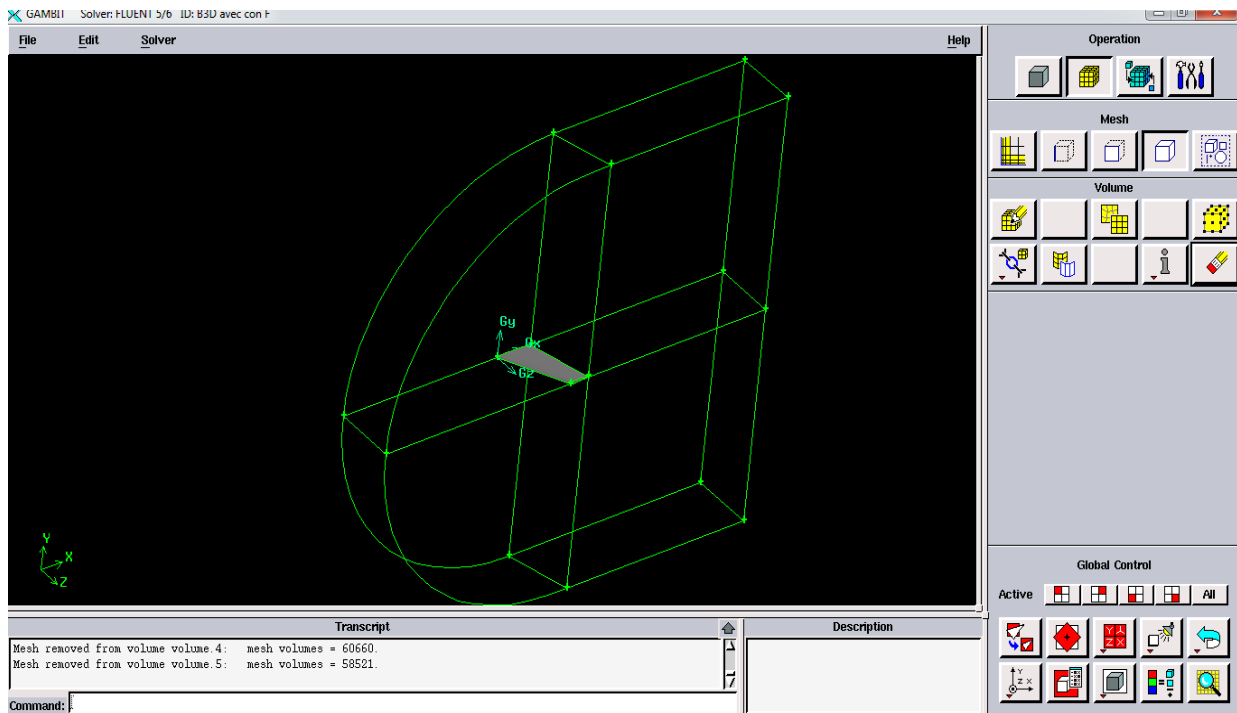 GAMBIT Solver: FLUENT 5/6 ID: B3D avec con F
File Edit Solver Help
Operation
Mesh
Volume
Gy
Gx
Gz
Y
X
Z
Global Control
Active All
Transcript
Description
Mesh removed from volume volume.4: mesh volumes = 60660.
Mesh removed from volume volume.5: mesh volumes = 58521.
Command: